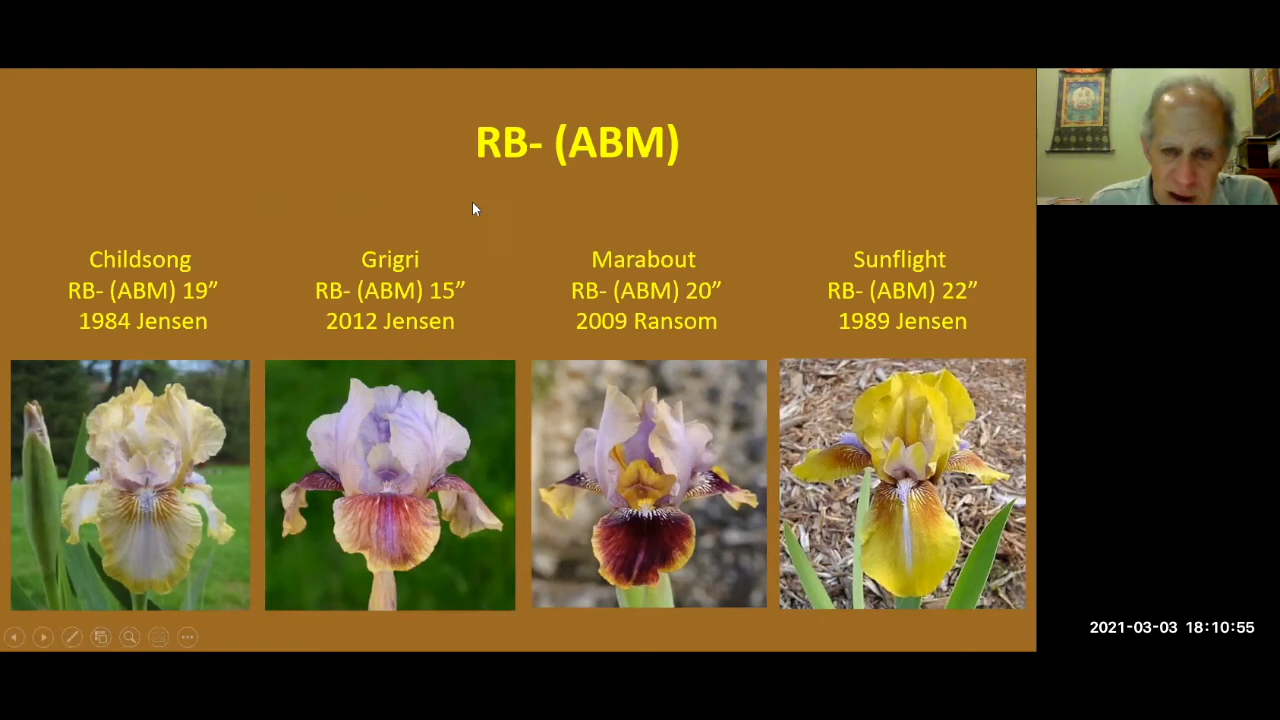 RB- (ABM)
Childsong
RB- (ABM) 19”
1984 Jensen
Grigri
RB- (ABM) 15”
2012 Jensen
Marabout
RB- (ABM) 20”
2009 Ransom
Sunflight
RB- (ABM) 22”
1989 Jensen
2021-03-03 18:10:55